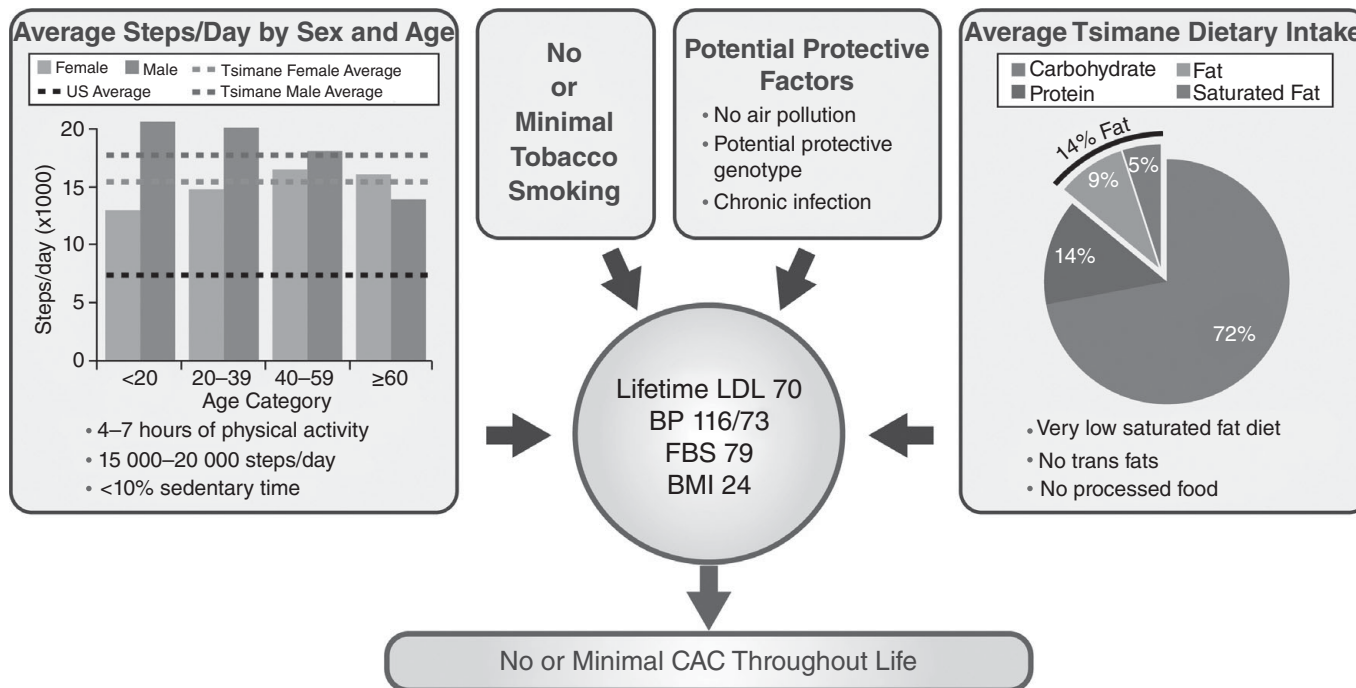 Average Steps/Day by Sex and Age
Female
Male
Tsimane Female Average
US Average
Tsimane Male Average
Steps/day (x1000)
20
15
10
5
0
<20
20–39
40–59
≥60
Age Category
• 4–7 hours of physical activity
• 15 000–20 000 steps/day
• <10% sedentary time
No
or
Minimal
Tobacco
Smoking
Potential Protective
Factors
• No air pollution
• Potential protective
genotype
• Chronic infection
Average Tsimane Dietary Intake
Carbohydrate
Fat
Protein
Saturated Fat
14% Fat
9%
5%
14%
72%
• Very low saturated fat diet
• No trans fats
• No processed food
Lifetime LDL 70
BP 116/73
FBS 79
BMI 24
No or Minimal CAC Throughout Life